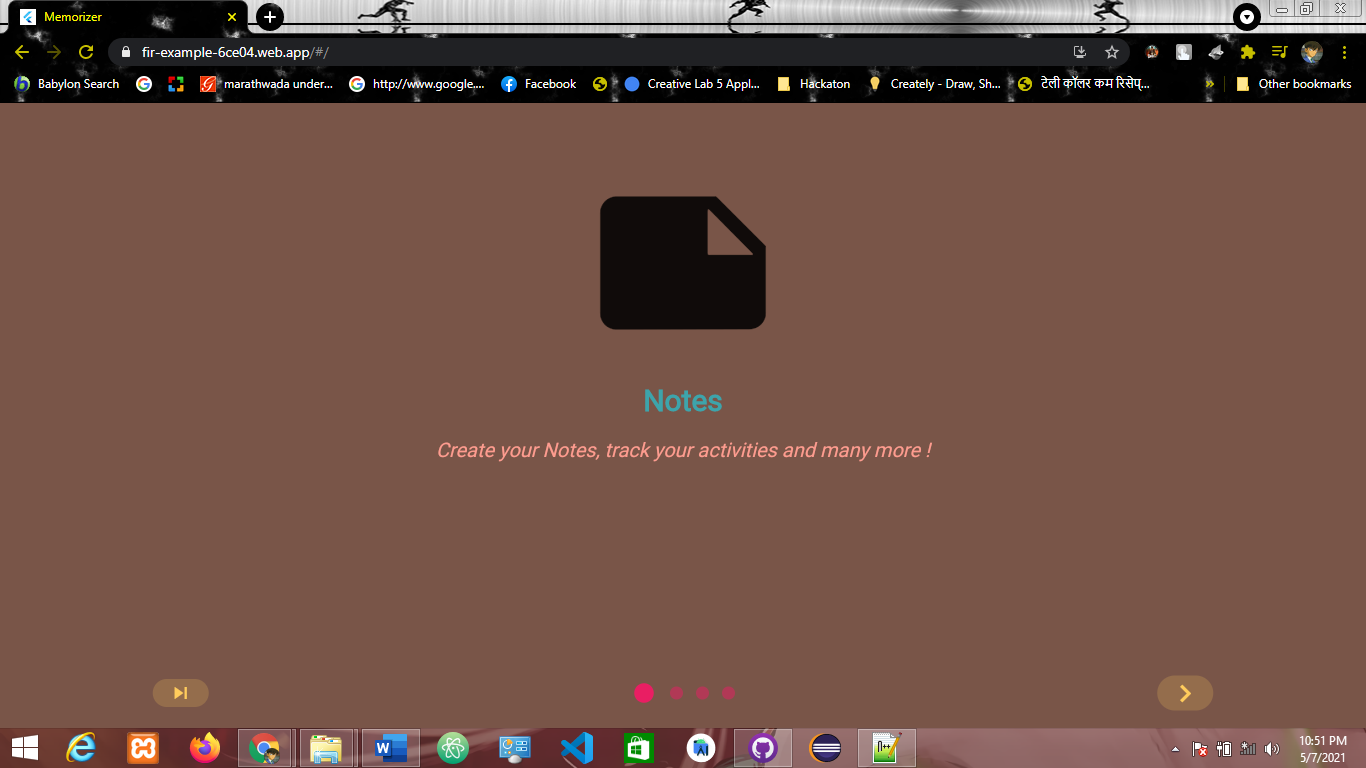 Memorizer
fir-example-6ce04.web.app/#/
Babylon Search
marathwada under...
http://www.google,...
Facebook
Creative Lab 5 Appl...
Hackaton
Creately - Draw, Sh...
टेली कॉलर कम रिसेप्...
Other bookmarks
Notes
Create your Notes, track your activities and many more !
10:51 PM
5/7/2021